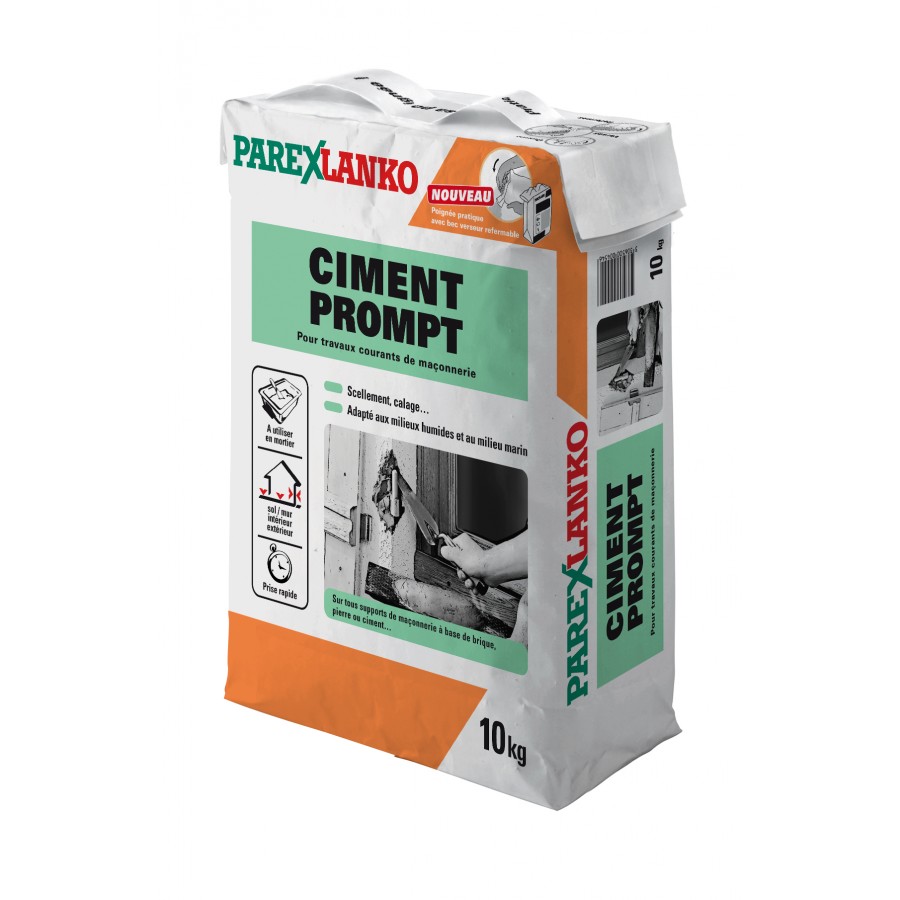 PAREXLANKO
NOUVEAU
Poignée pratique
avec bec verseur refermable
CIMENT
PROMPT
Pour travaux courants de maçonnerie
Scellement, calage...
Adapté aux milieux humides et au milieu marin
A utiliser
en mortier
sol / mur
intérieur
extérieur
Prise rapide
Sur tous supports de maçonnerie à base de brique,
pierre ou ciment...
10 kg
10 kg
PAREXLANKO
CIMENT
PROMPT
Pour travaux courants de maçonnerie